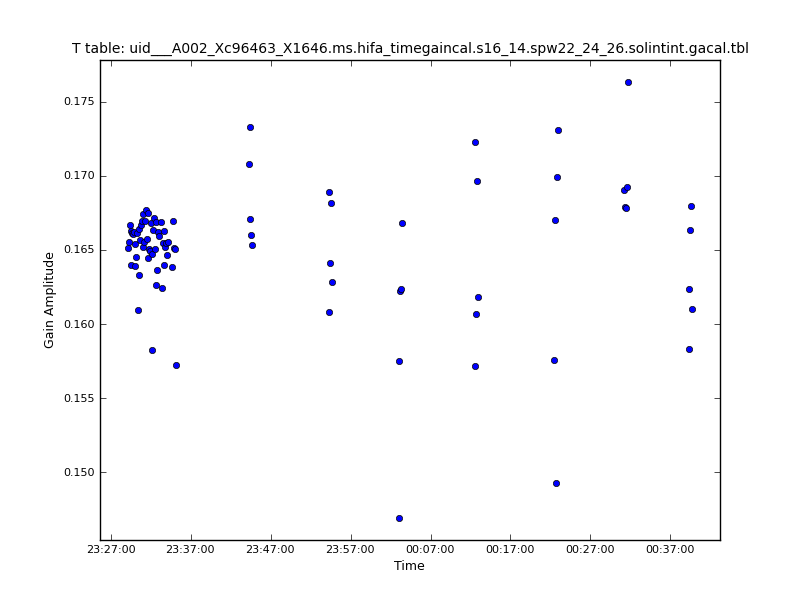 T table: uid___A002_Xc96463_X1646.ms.hifa_timegaincal.s16_14.spw22_24_26.solintint.gacal.tbl
0.175
0.170
0.165
0.160
0.155
0.150
Gain Amplitude
23:27:00 23:37:00 23:47:00 23:57:00 00:07:00 00:17:00 00:27:00 00:37:00
Time